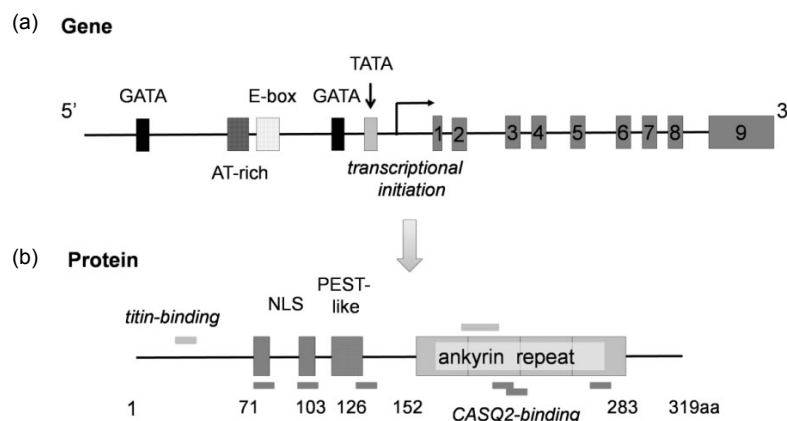 (a) Gene
TATA
GATA E-box GATA
5' 3
1 2 3 4 5 6 7 8 9
AT-rich transcriptional
initiation
(b) Protein
PEST-
NLS like
titin-binding
ankyrin repeat
1 71 103 126 152 283 319aa
CASQ2-binding